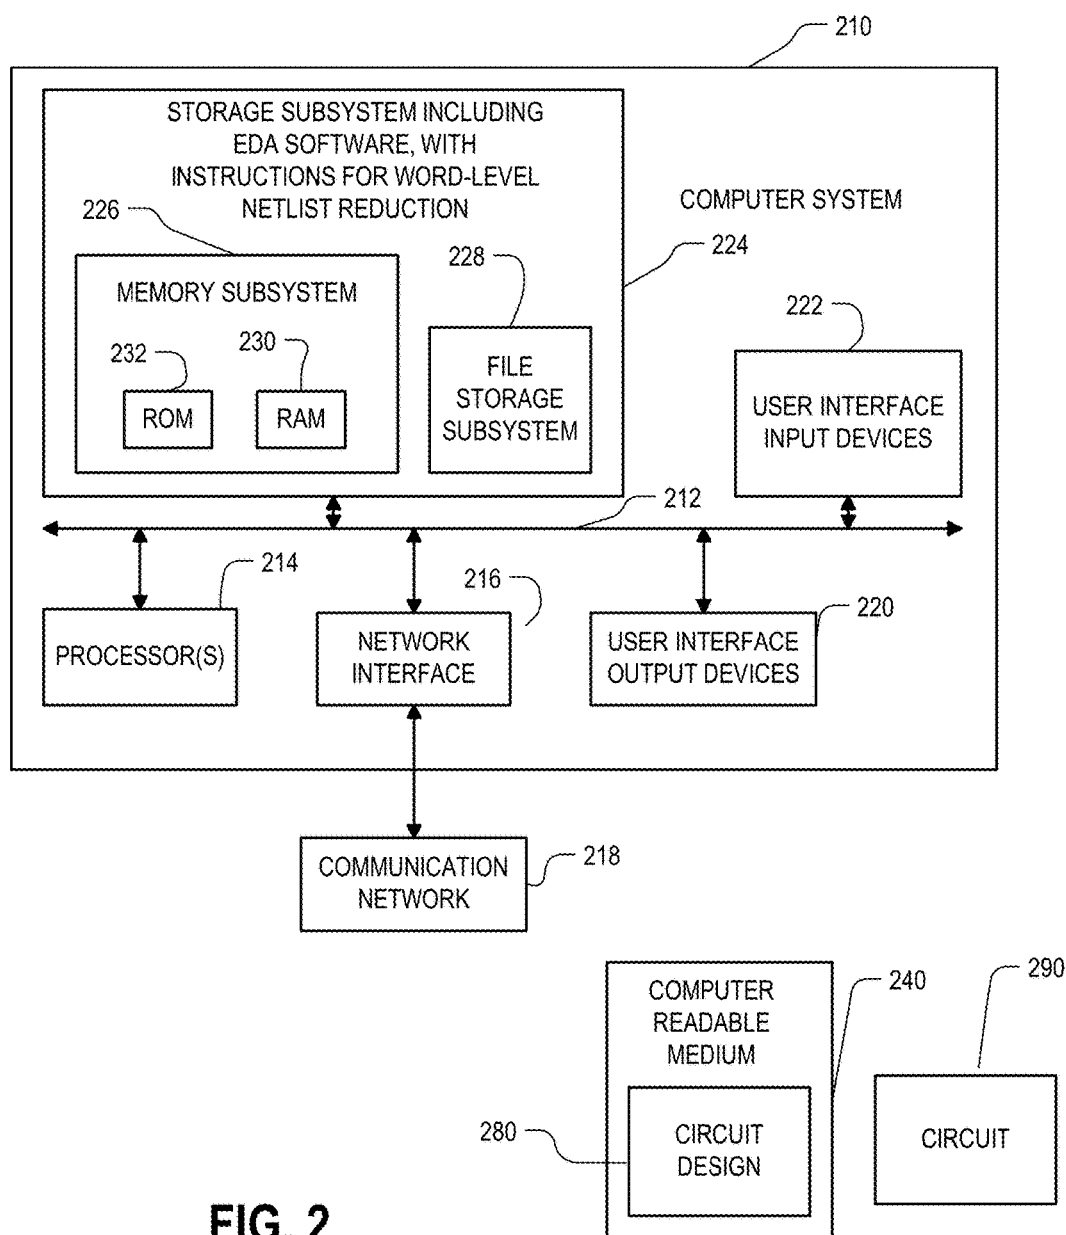 210
STORAGE SUBSYSTEM INCLUDING
EDA SOFTWARE, WITH
INSTRUCTIONS FOR WORD-LEVEL
NETLIST REDUCTION
COMPUTER SYSTEM
226
224
228
MEMORY SUBSYSTEM
222
232
230
FILE
STORAGE
SUBSYSTEM
ROM
RAM
USER INTERFACE
INPUT DEVICES
212
214
216
220
PROCESSOR(S)
NETWORK
INTERFACE
USER INTERFACE
OUTPUT DEVICES
COMMUNICATION
NETWORK
218
COMPUTER
READABLE
MEDIUM
240
290
280
CIRCUIT
DESIGN
CIRCUIT
FIG. 2